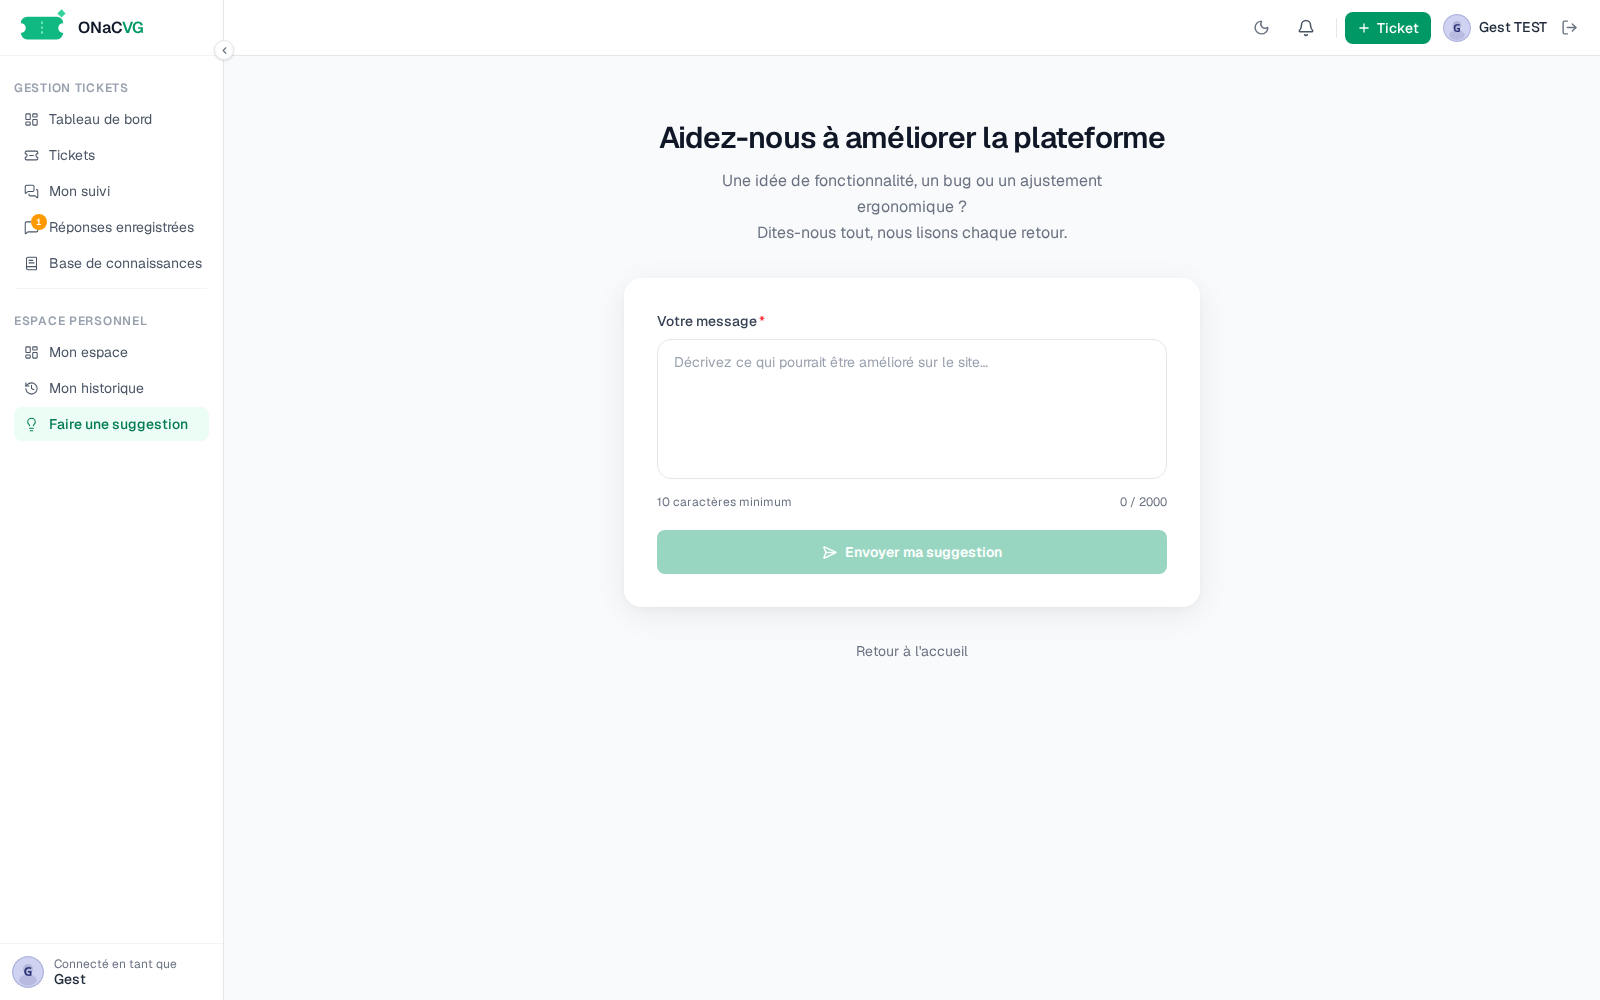 ONaCVG
Ticket
G
Gest TEST
GESTION TICKETS
Tableau de bord
Tickets
Mon suivi
1
Réponses enregistrées
Base de connaissances
ESPACE PERSONNEL
Mon espace
Mon historique
Faire une suggestion
Aidez-nous à améliorer la plateforme
Une idée de fonctionnalité, un bug ou un ajustement
ergonomique ?
Dites-nous tout, nous lisons chaque retour.
Votre message*
Décrivez ce qui pourrait être amélioré sur le site…
10 caractères minimum
0 / 2000
Envoyer ma suggestion
Retour à l'accueil
G
Connecté en tant que
Gest